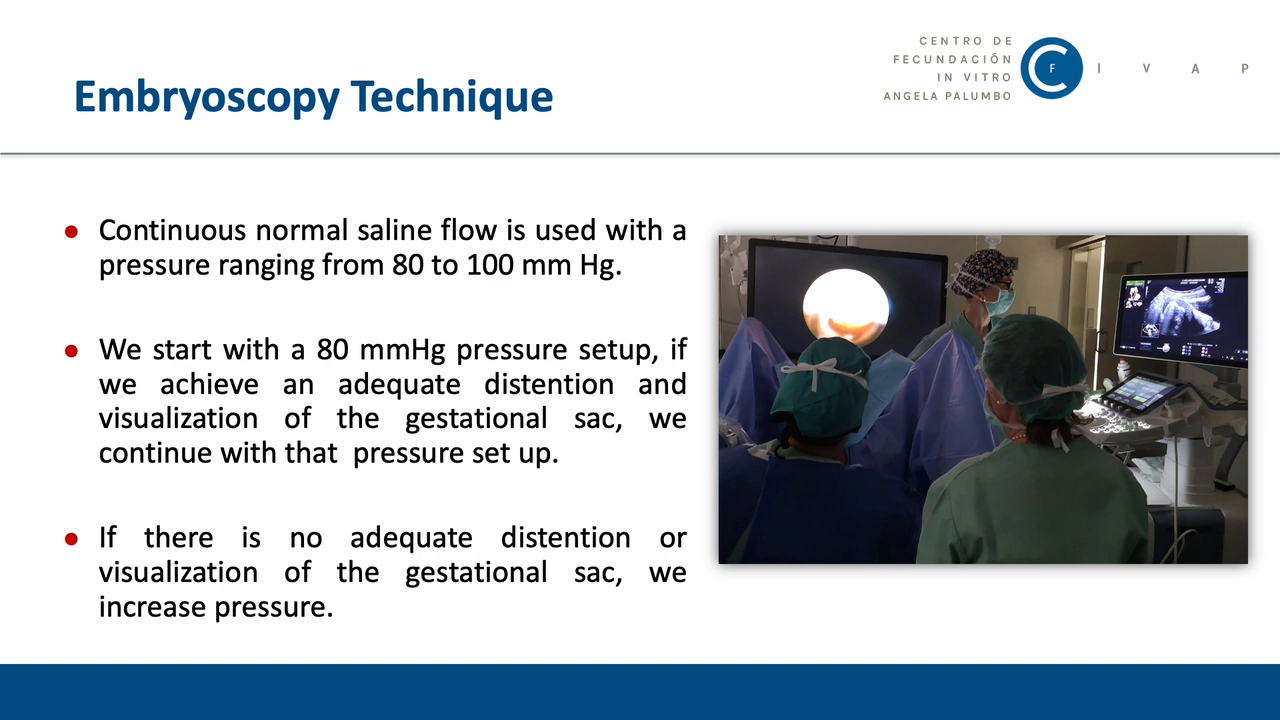 CENTRO DE
FECUNDACIÓN
IN VITRO
ANGELA PALUMBO
F I V A P
Embryoscopy Technique
● Continuous normal saline flow is used with a
pressure ranging from 80 to 100 mm Hg.
● We start with a 80 mmHg pressure setup, if
we achieve an adequate distention and
visualization of the gestational sac, we
continue with that pressure set up.
● If there is no adequate distention or
visualization of the gestational sac, we
increase pressure.